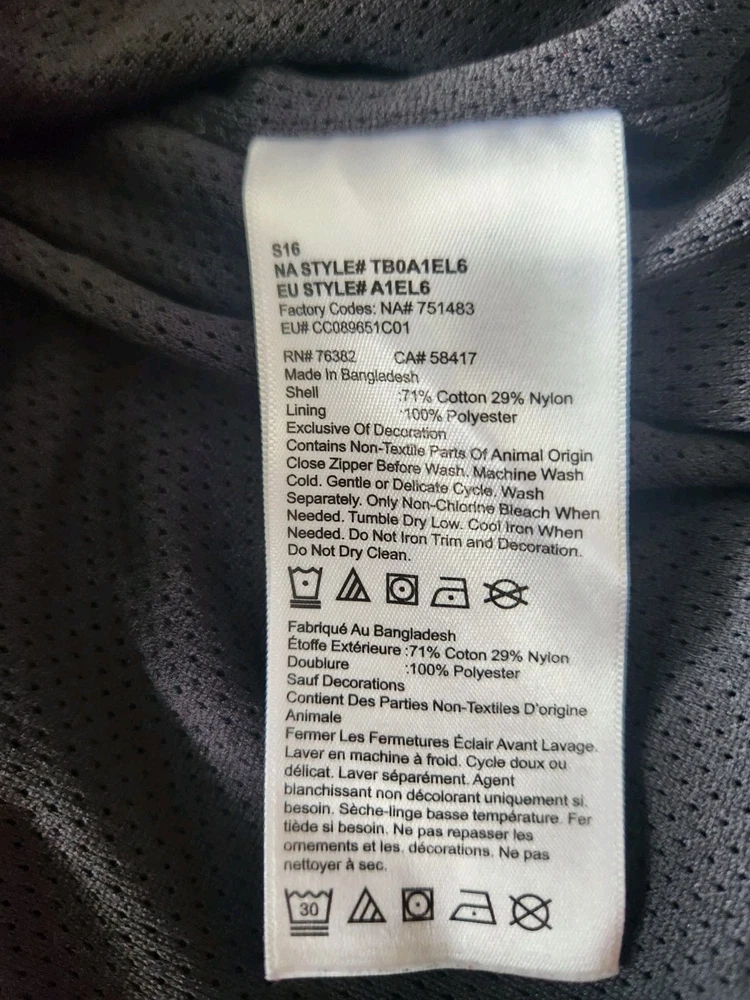 S16
NA STYLE# TB0A1EL6
EU STYLE# A1EL6
Factory Codes: NA# 751483
EU# CC089651C01
RN# 76382 CA# 58417
Made In Bangladesh
Shell :71% Cotton 29% Nylon
Lining :100% Polyester
Exclusive Of Decoration
Contains Non-Textile Parts Of Animal Origin
Close Zipper Before Wash. Machine Wash
Cold. Gentle or Delicate Cycle. Wash
Separately. Only Non-Chlorine Bleach When
Needed. Tumble Dry Low. Cool Iron When
Needed. Do Not Iron Trim and Decoration.
Do Not Dry Clean.
Fabriqué Au Bangladesh
Étoffe Extérieure :71% Coton 29% Nylon
Doublure :100% Polyester
Sauf Decorations
Contient Des Parties Non-Textiles D'origine
Animale
Fermer Les Fermetures Éclair Avant Lavage.
Laver en machine à froid. Cycle doux ou
délicat. Laver séparément. Agent
blanchissant non décolorant uniquement si
besoin. Sèche-linge basse température. Fer
tiède si besoin. Ne pas repasser les
ornements et les. décorations. Ne pas
nettoyer à sec.
30